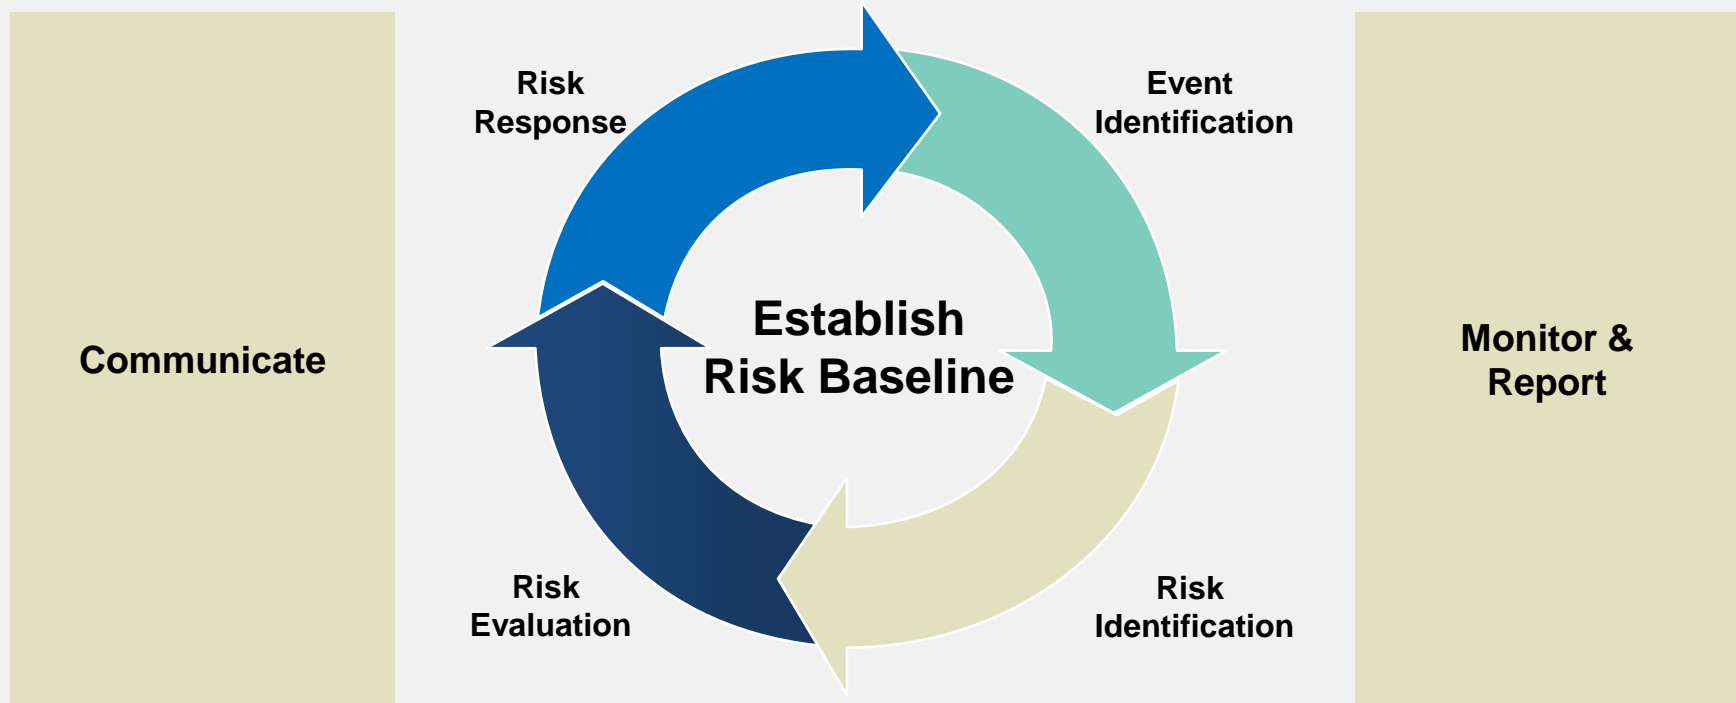 Communicate
Risk
Response
Event
Identification
Establish
Risk Baseline
Risk
Evaluation
Risk
Identification
Monitor &
Report